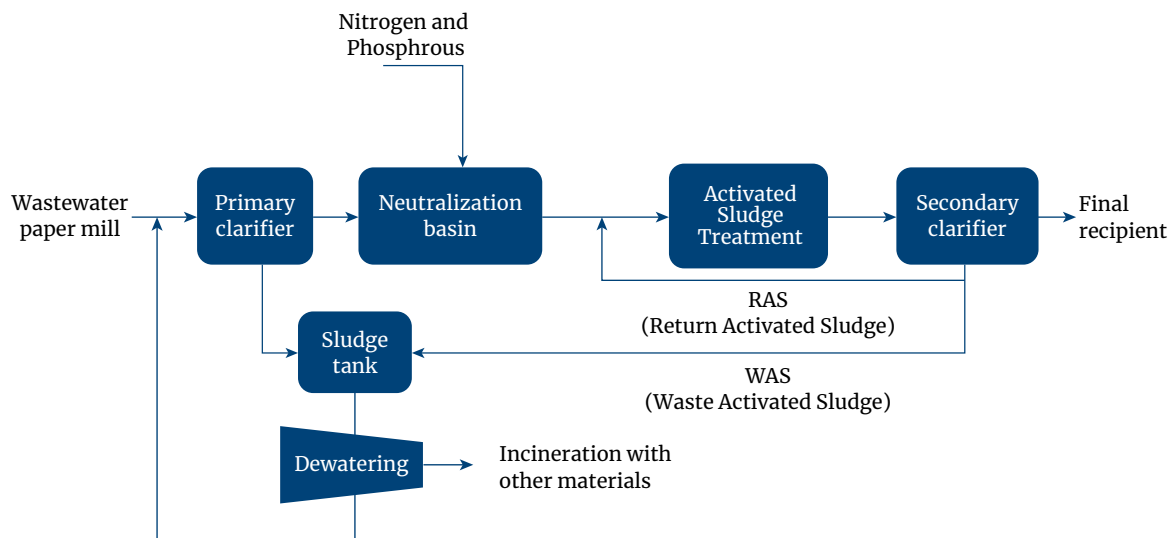 Nitrogen and
Phosphrous
Wastewater
paper mill
Primary
clarifier
Neutralization
basin
Activated
Sludge
Treatment
Secondary
clarifier
Final
recipient
RAS
(Return Activated Sludge)
Sludge
tank
WAS
(Waste Activated Sludge)
Dewatering
Incineration with
other materials